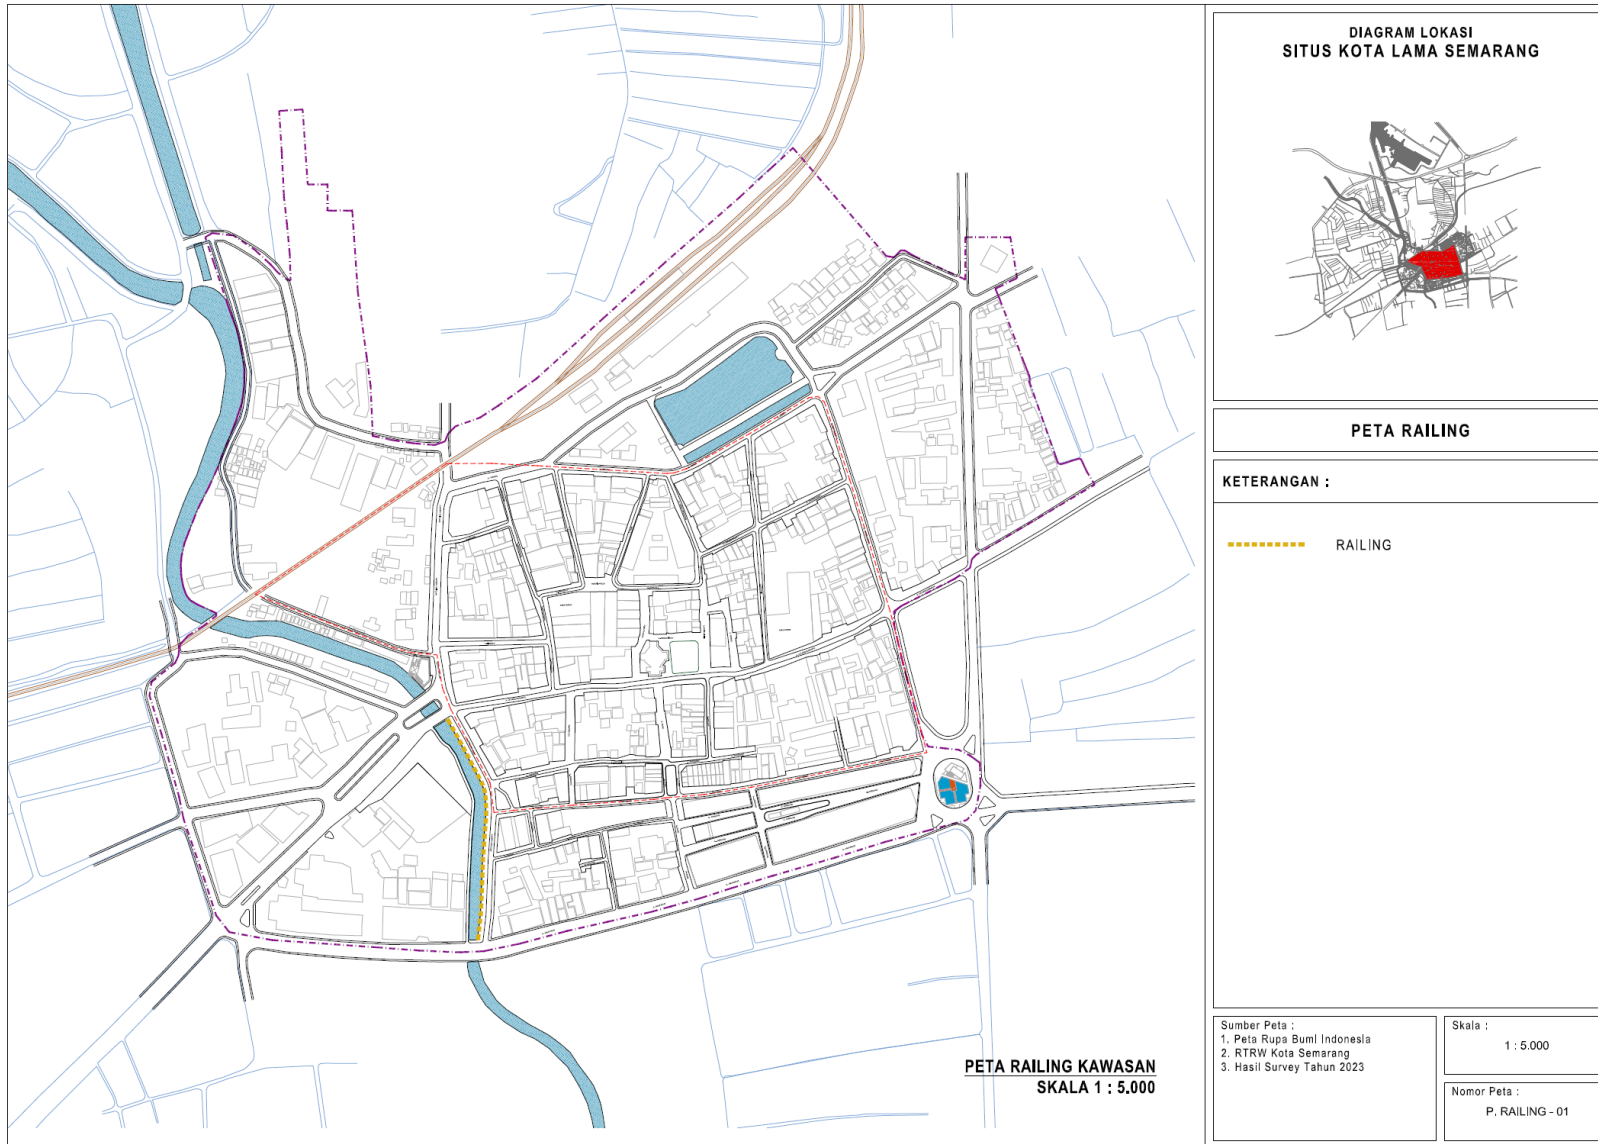 DIAGRAM LOKASI
SITUS KOTA LAMA SEMARANG
PETA RAILING
KETERANGAN :
RAILING
PETA RAILING KAWASAN
SKALA 1 : 5.000
Sumber Peta :
1. Peta Rupa BumI IndonesIa
2. RTRW Kota Semarang
3. Hasil Survey Tahun 2023
Skala :
1 : 5.000
Nomor Peta :
P. RAILING - 01